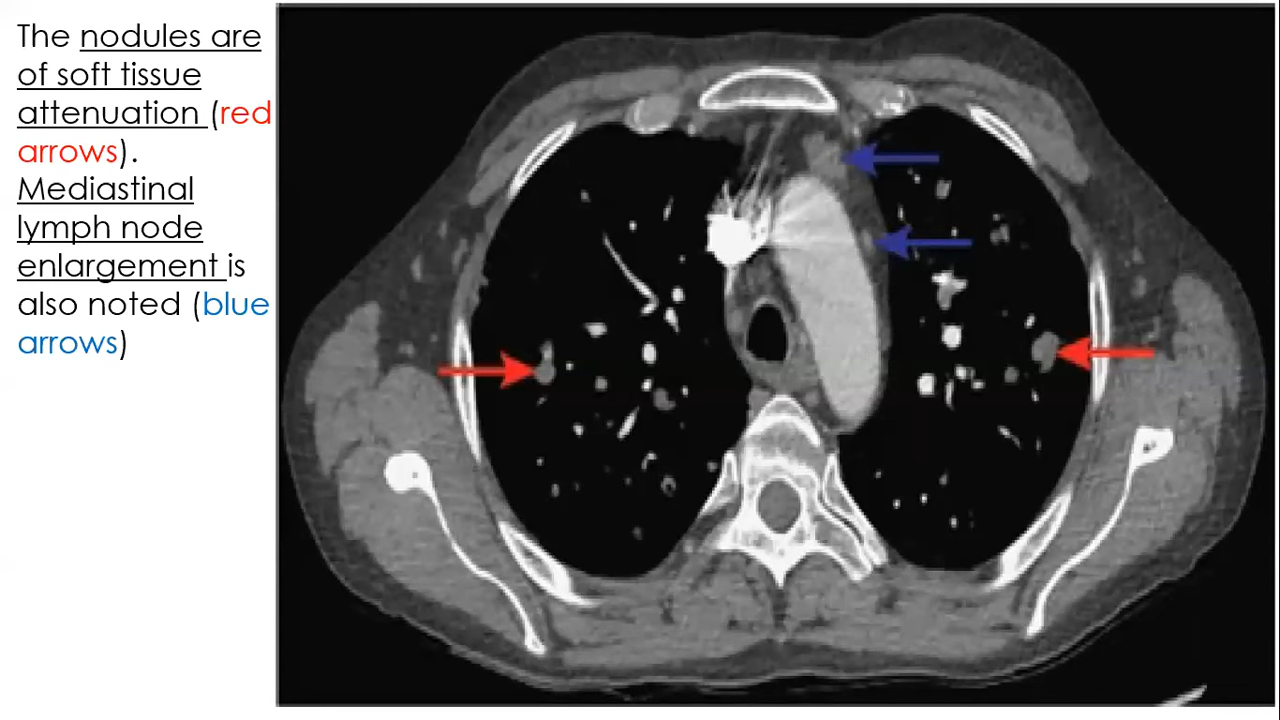 The nodules are
of soft tissue
attenuation (red
arrows).
Mediastinal
lymph node
enlargement is
also noted (blue
arrows)